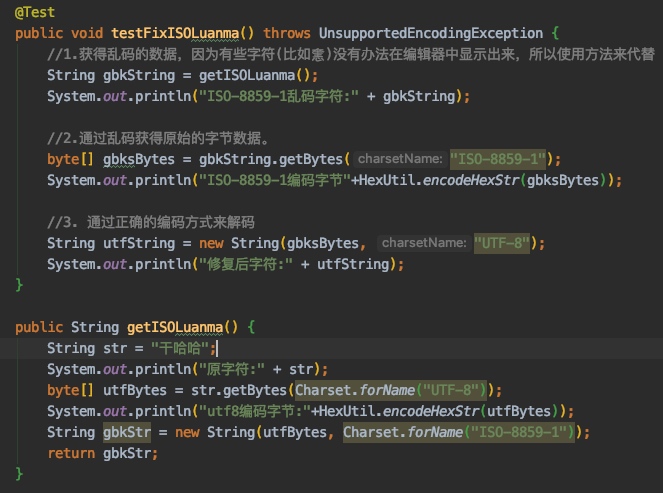 @Test
public void testFixISOLuanma() throws UnsupportedEncodingException {
//1.获得乱码的数据，因为有些字符(比如)没有办法在编辑器中显示出来，所以使用方法来代替
String gbkString = getISOLuanma();
System.out.println("ISO-8859-1乱码字符:" + gbkString);
//2.通过乱码获得原始的字节数据。
byte[] gbksBytes = gbkString.getBytes( charsetName: "ISO-8859-1");
System.out.println("ISO-8859-1编码字节"+HexUtil.encodeHexStr(gbksBytes));
//3. 通过正确的编码方式来解码
String utfString = new String(gbksBytes, charsetName: "UTF-8");
System.out.println("修复后字符:" + utfString);
}
public String getISOLuanma() {
String str = "干哈哈";
System.out.println("原字符:" + str);
byte[] utfBytes = str.getBytes(Charset.forName("UTF-8"));
System.out.println("utf8编码字节:"+HexUtil.encodeHexStr(utfBytes));
String gbkStr = new String(utfBytes, Charset.forName("ISO-8859-1"));
return gbkStr;
}